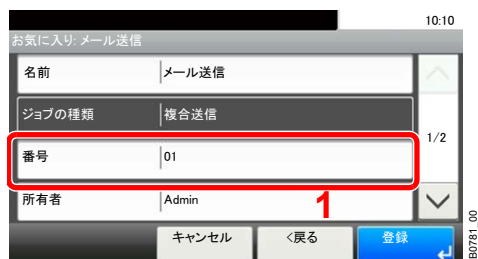 10:10
お気に入り: メール送信
名前 メール送信
ジョブの種類 複合送信
1/2
番号 01
所有者 Admin
1
キャンセル <戻る 登録
B0781_00